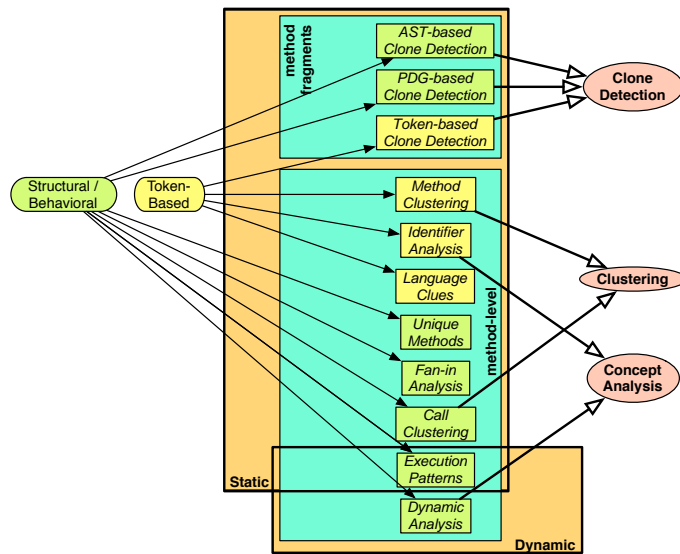 method
fragments
AST-based
Clone Detection
PDG-based
Clone Detection
Token-based
Clone Detection
Clone
Detection
Structural /
Behavioral
Token-
Based
Method
Clustering
Identifier
Analysis
Language
Clues
Unique
Methods
Fan-in
Analysis
Call
Clustering
Execution
Patterns
Dynamic
Analysis
method-level
Clustering
Concept
Analysis
Static
Dynamic